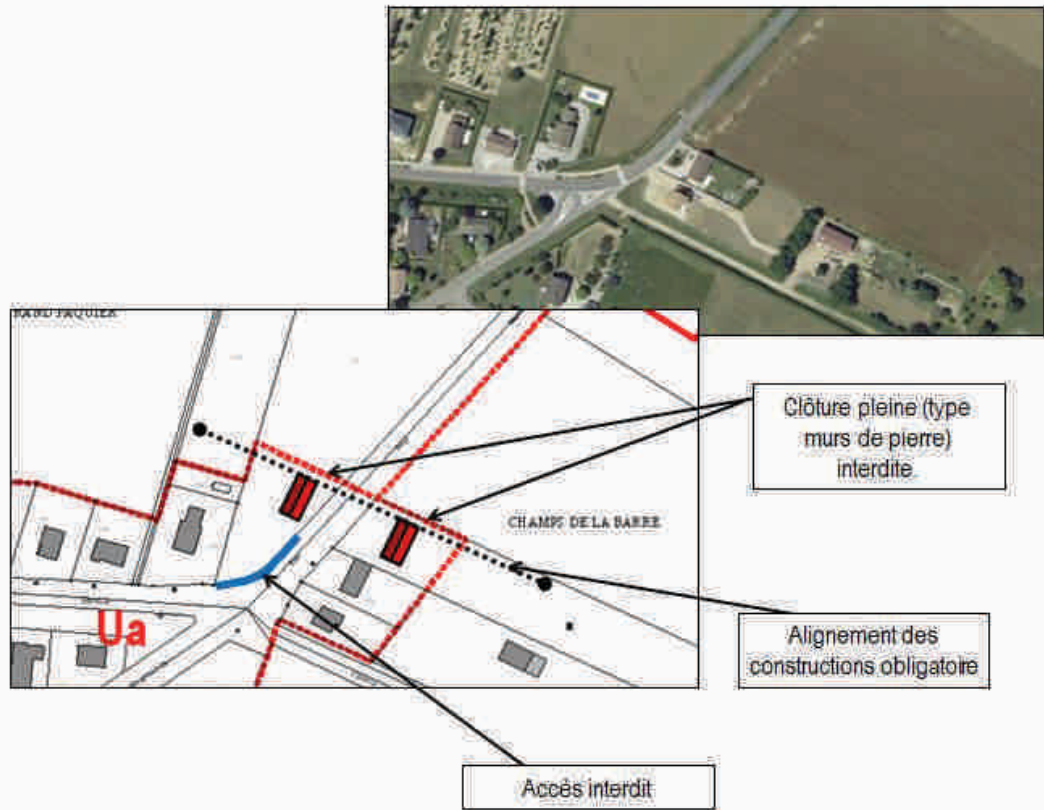 Clôture pleine (type
murs de pierre)
interdite.
CHAMPS DE LA BARRE
Ua
Alignement des
constructions obligatoire
Accès interdit